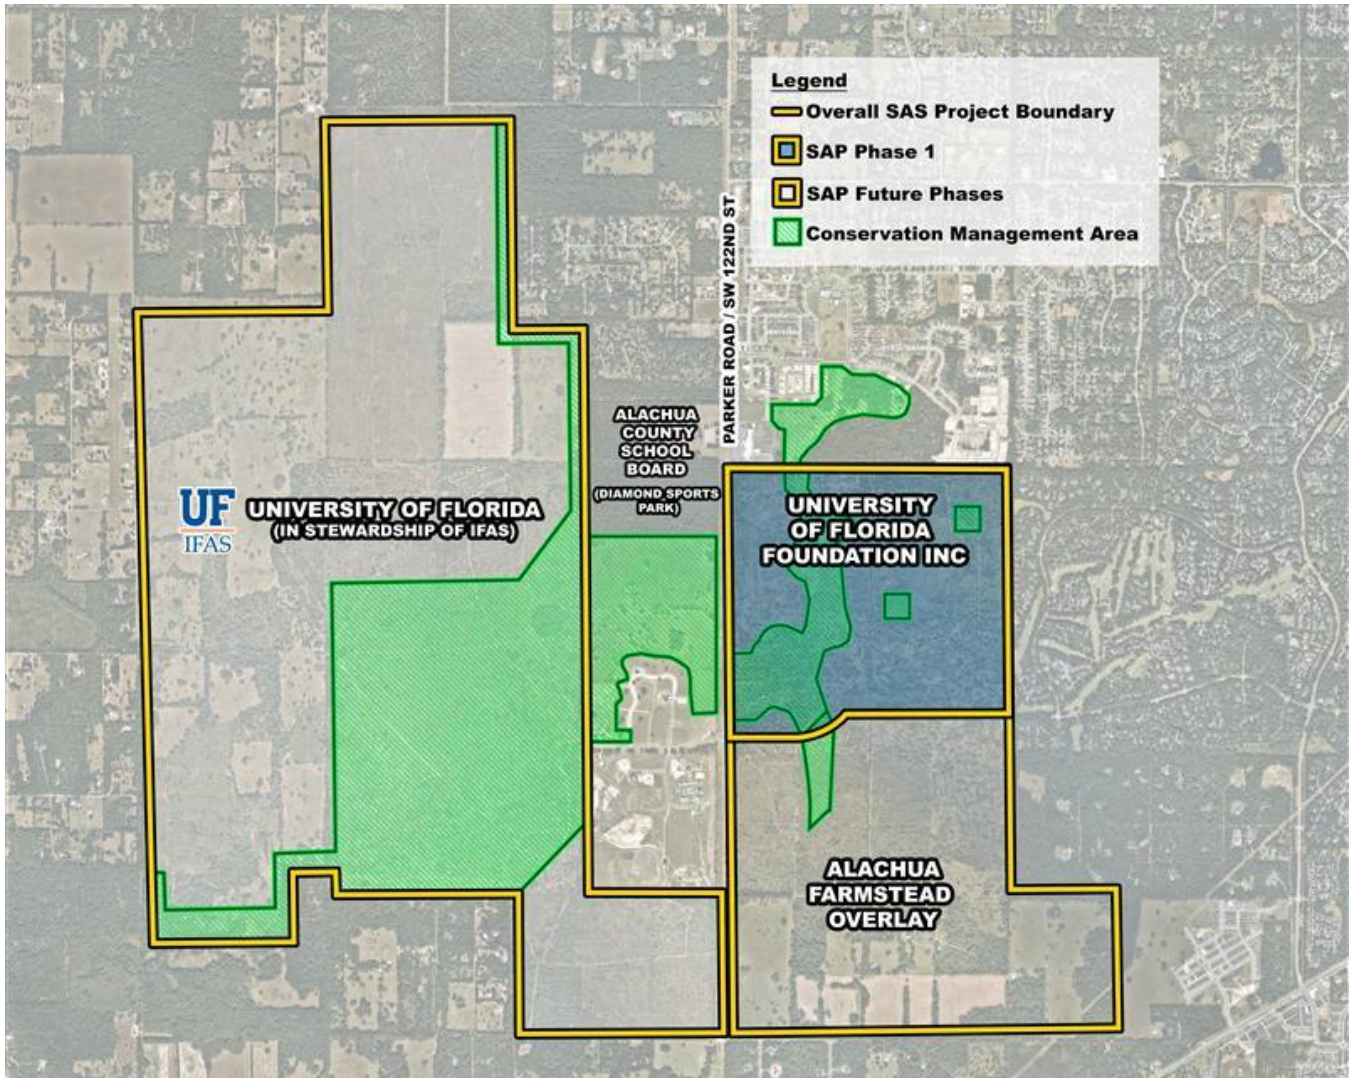 Legend
Overall SAS Project Boundary
SAP Phase 1
SAP Future Phases
Conservation Management Area
PARKER ROAD / SW 122ND ST
ALACHUA
COUNTY
SCHOOL
BOARD
(DIAMOND SPORTS
PARK)
UF
IFAS
UNIVERSITY OF FLORIDA
(IN STEWARDSHIP OF IFAS)
UNIVERSITY
OF FLORIDA
FOUNDATION INC
ALACHUA
FARMSTEAD
OVERLAY